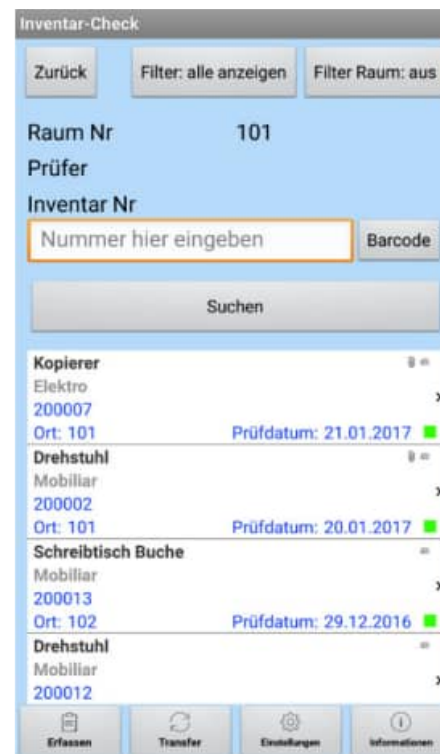 Inventar-Check
Zurück Filter: alle anzeigen Filter Raum: aus
Raum Nr 101
Prüfer
Inventar Nr
Nummer hier eingeben Barcode
Suchen
Kopierer
Elektro
200007
Ort: 101 Prüfdatum: 21.01.2017
Drehstuhl
Mobiliar
200002
Ort: 101 Prüfdatum: 20.01.2017
Schreibtisch Buche
Mobiliar
200013
Ort: 102 Prüfdatum: 29.12.2016
Drehstuhl
Mobiliar
200012
Erfassen Transfer Einstellungen Informationen